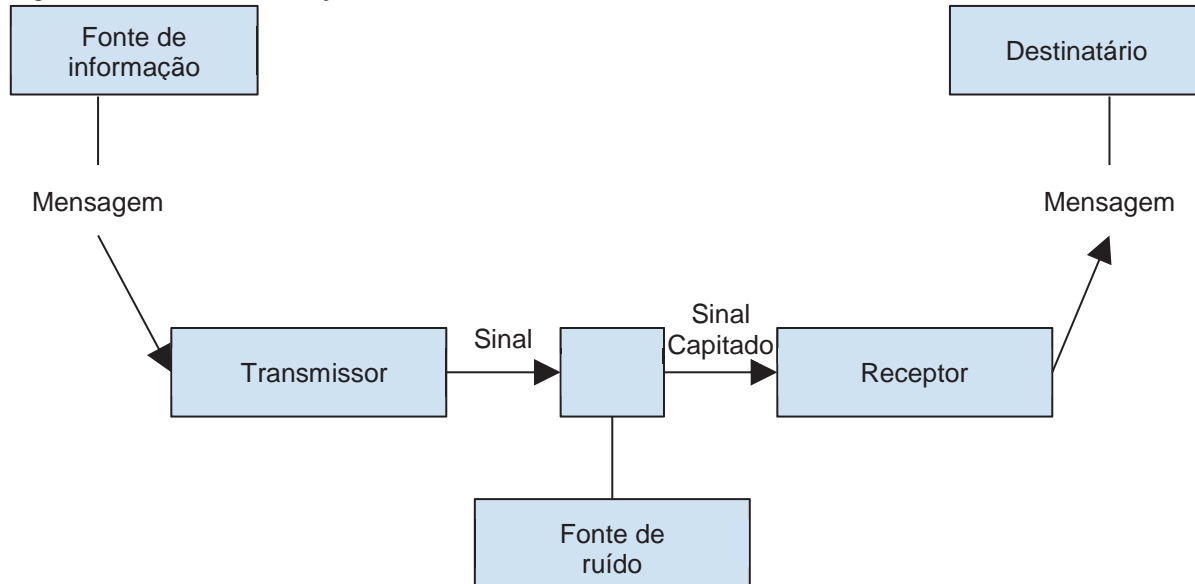 Fonte de
informação
Destinatário
Mensagem
Mensagem
Transmissor
Sinal
Sinal
Capitado
Receptor
Fonte de
ruído